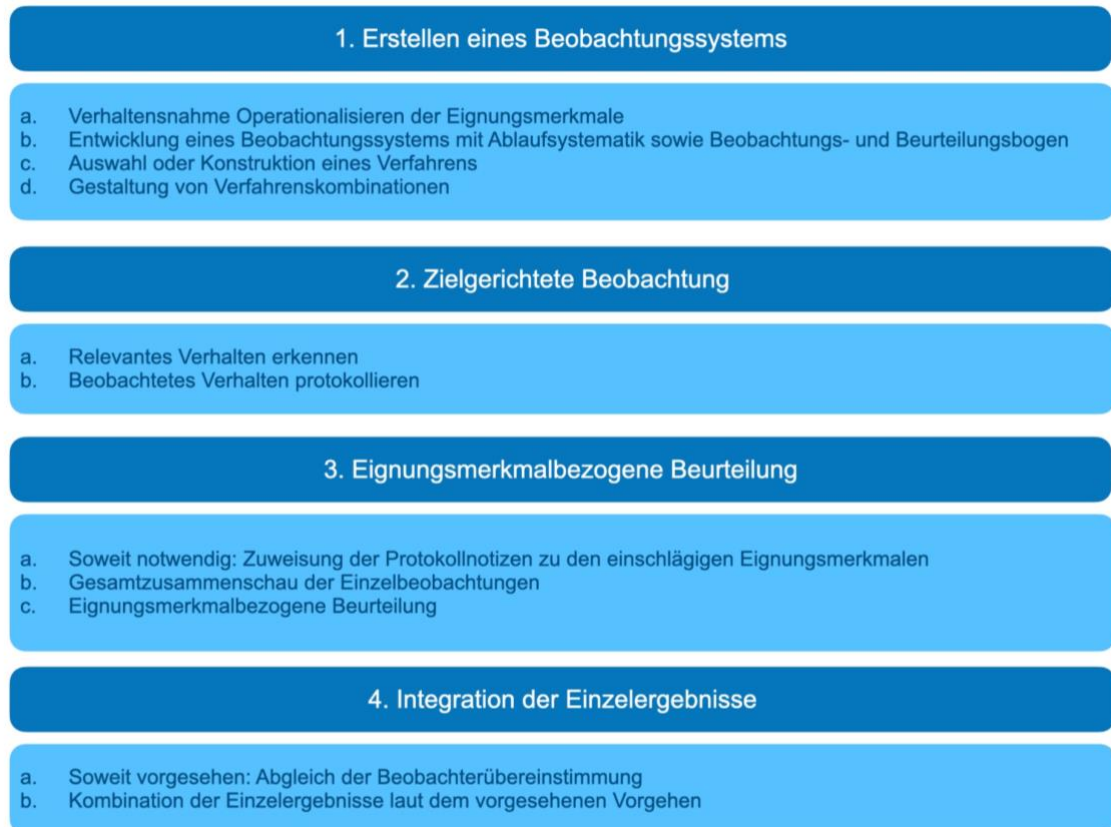 1. Erstellen eines Beobachtungssystems
a. Verhaltensnahme Operationalisieren der Eignungsmerkmale
b. Entwicklung eines Beobachtungssystems mit Ablaufsystematik sowie Beobachtungs- und Beurteilungsbogen
c. Auswahl oder Konstruktion eines Verfahrens
d. Gestaltung von Verfahrenskombinationen
2. Zielgerichtete Beobachtung
a. Relevantes Verhalten erkennen
b. Beobachtetes Verhalten protokollieren
3. Eignungsmerkmalbezogene Beurteilung
a. Soweit notwendig: Zuweisung der Protokollnotizen zu den einschlägigen Eignungsmerkmalen
b. Gesamtzusammenschau der Einzelbeobachtungen
c. Eignungsmerkmalbezogene Beurteilung
4. Integration der Einzelergebnisse
a. Soweit vorgesehen: Abgleich der Beobachterübereinstimmung
b. Kombination der Einzelergebnisse laut dem vorgesehenen Vorgehen